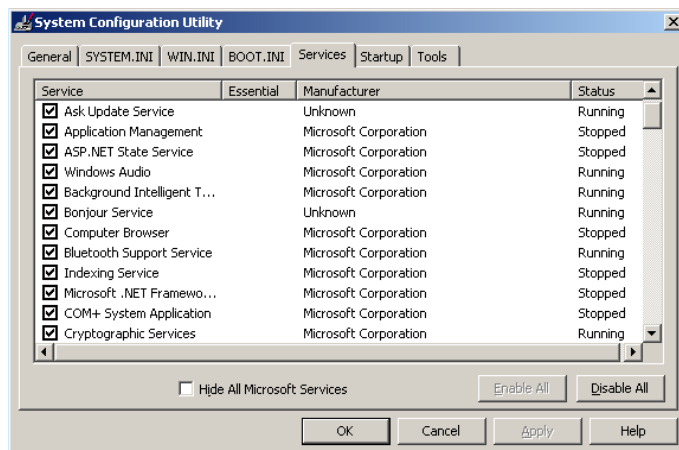 System Configuration Utility
General SYSTEM.INI WIN.INI BOOT.INI Services Startup Tools
Service Essential Manufacturer Status
Ask Update Service Unknown Running
Application Management Microsoft Corporation Stopped
ASP.NET State Service Microsoft Corporation Stopped
Windows Audio Microsoft Corporation Running
Background Intelligent T... Microsoft Corporation Running
Bonjour Service Unknown Running
Computer Browser Microsoft Corporation Stopped
Bluetooth Support Service Microsoft Corporation Running
Indexing Service Microsoft Corporation Stopped
Microsoft .NET Framewo... Microsoft Corporation Stopped
COM+ System Application Microsoft Corporation Stopped
Cryptographic Services Microsoft Corporation Running
Hide All Microsoft Services Enable All Disable All
OK Cancel Apply Help